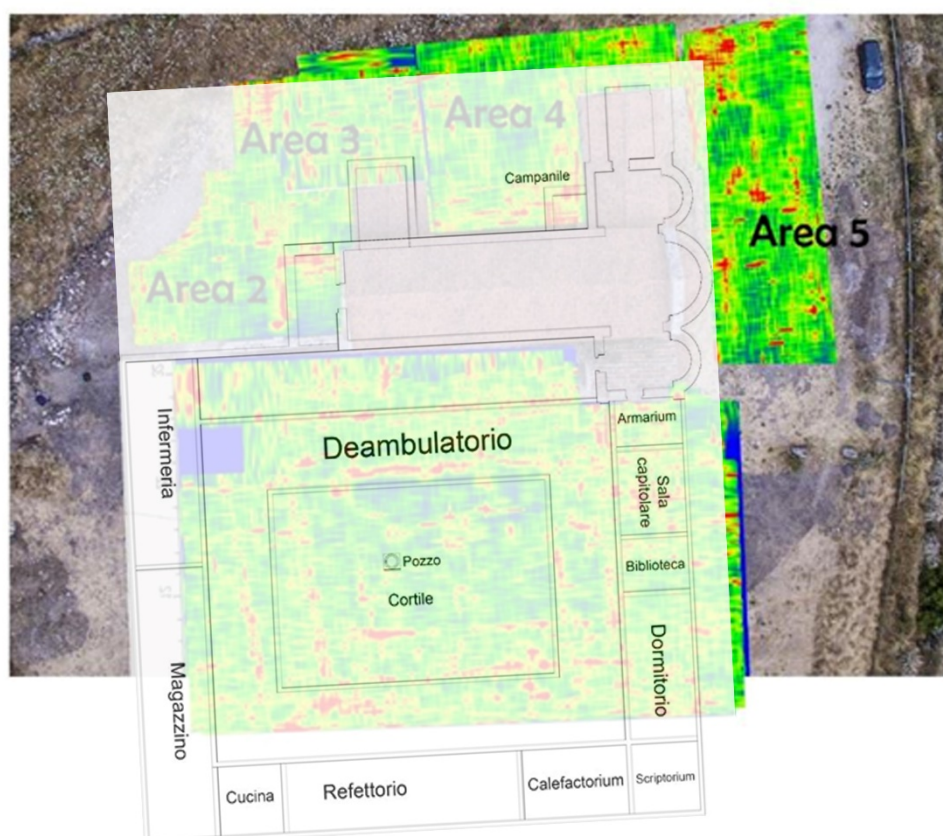 Area 3
Area 4
Campanile
Area 5
Area 2
Infermeria
Deambulatorio
Armarium
Sala
capitolare
Pozzo
Biblioteca
Cortile
Dormitorio
Magazzino
Cucina
Refettorio
Calefactorium
Scriptorium